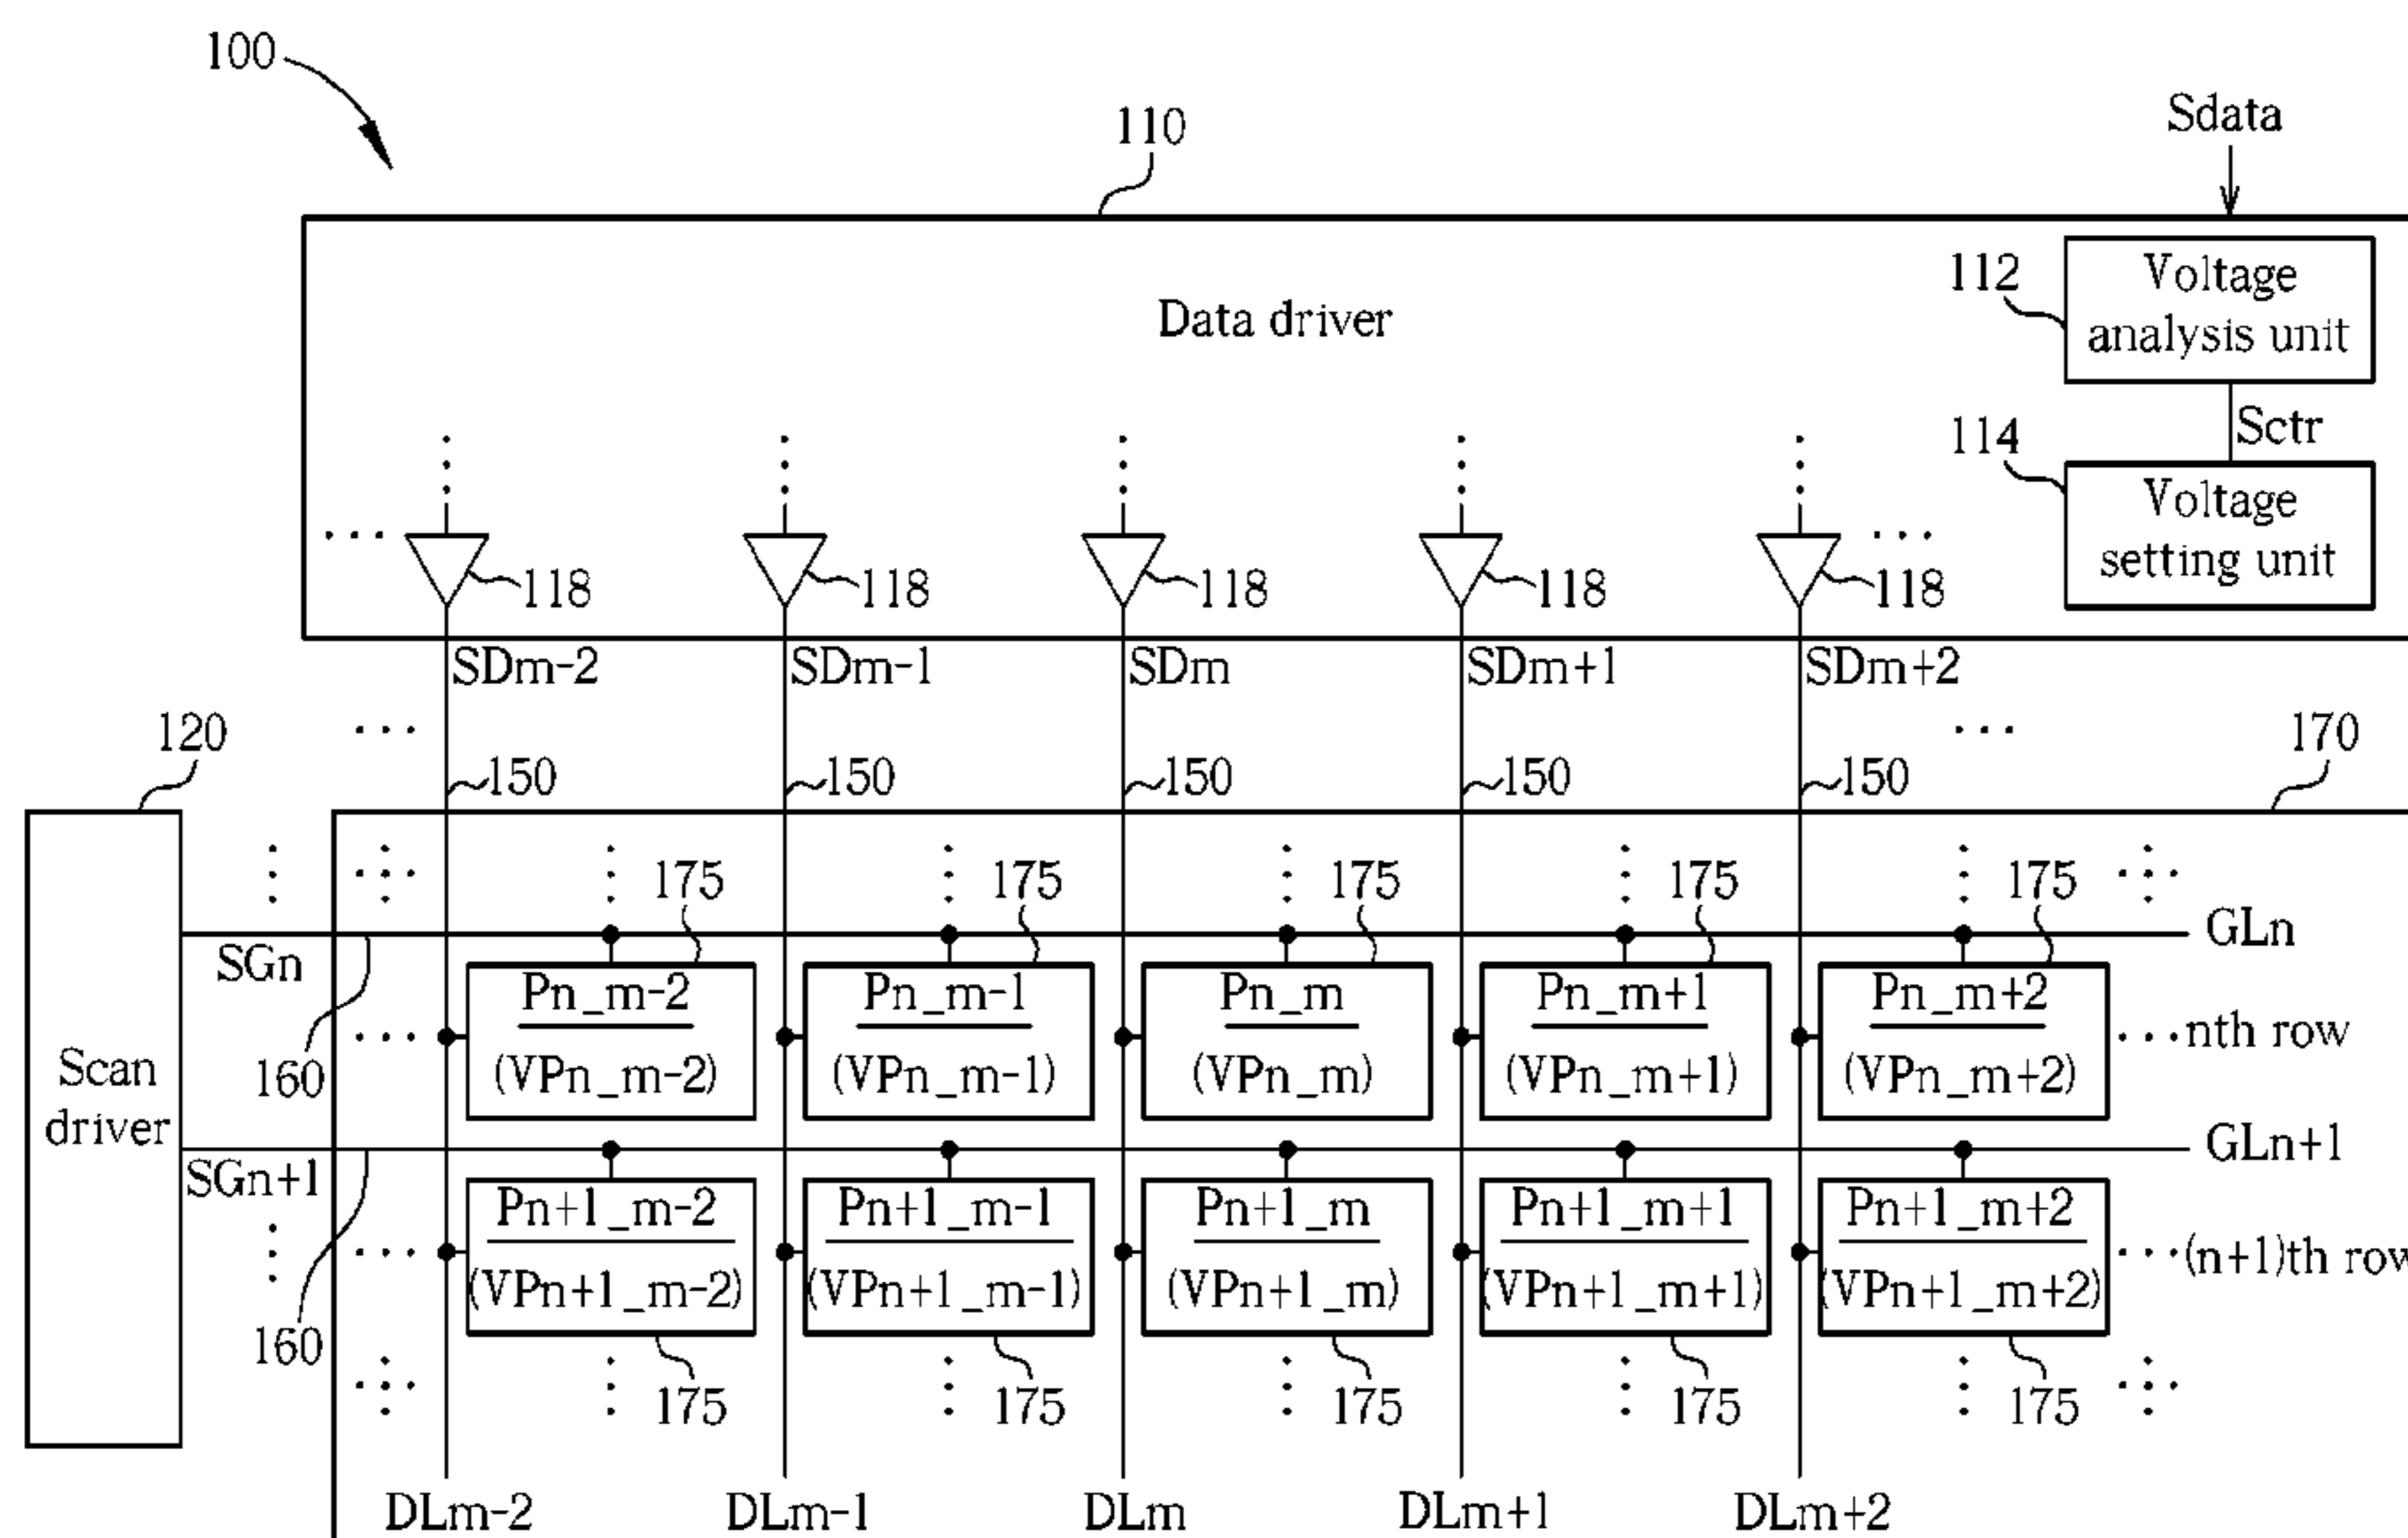 100
110
Sdata
112
Voltage
analysis unit
Data driver
Sctr
114
Voltage
setting unit
118 118 118 118 118
SDm-2 SDm-1 SDm SDm+1 SDm+2
120
150 150 150 150 150
170
175 175 175 175 175
GLn
SGn
Pn_m-2 Pn_m-1 Pn_m Pn_m+1 Pn_m+2
nth row
(VPn_m-2) (VPn_m-1) (VPn_m) (VPn_m+1) (VPn_m+2)
160
Scan
driver
GLn+1
SGn+1
Pn+1_m-2 Pn+1_m-1 Pn+1_m Pn+1_m+1 Pn+1_m+2
(n+1)th row
(VPn+1_m-2) (VPn+1_m-1) (VPn+1_m) (VPn+1_m+1) (VPn+1_m+2)
160
175 175 175 175 175
DLm-2 DLm-1 DLm DLm+1 DLm+2